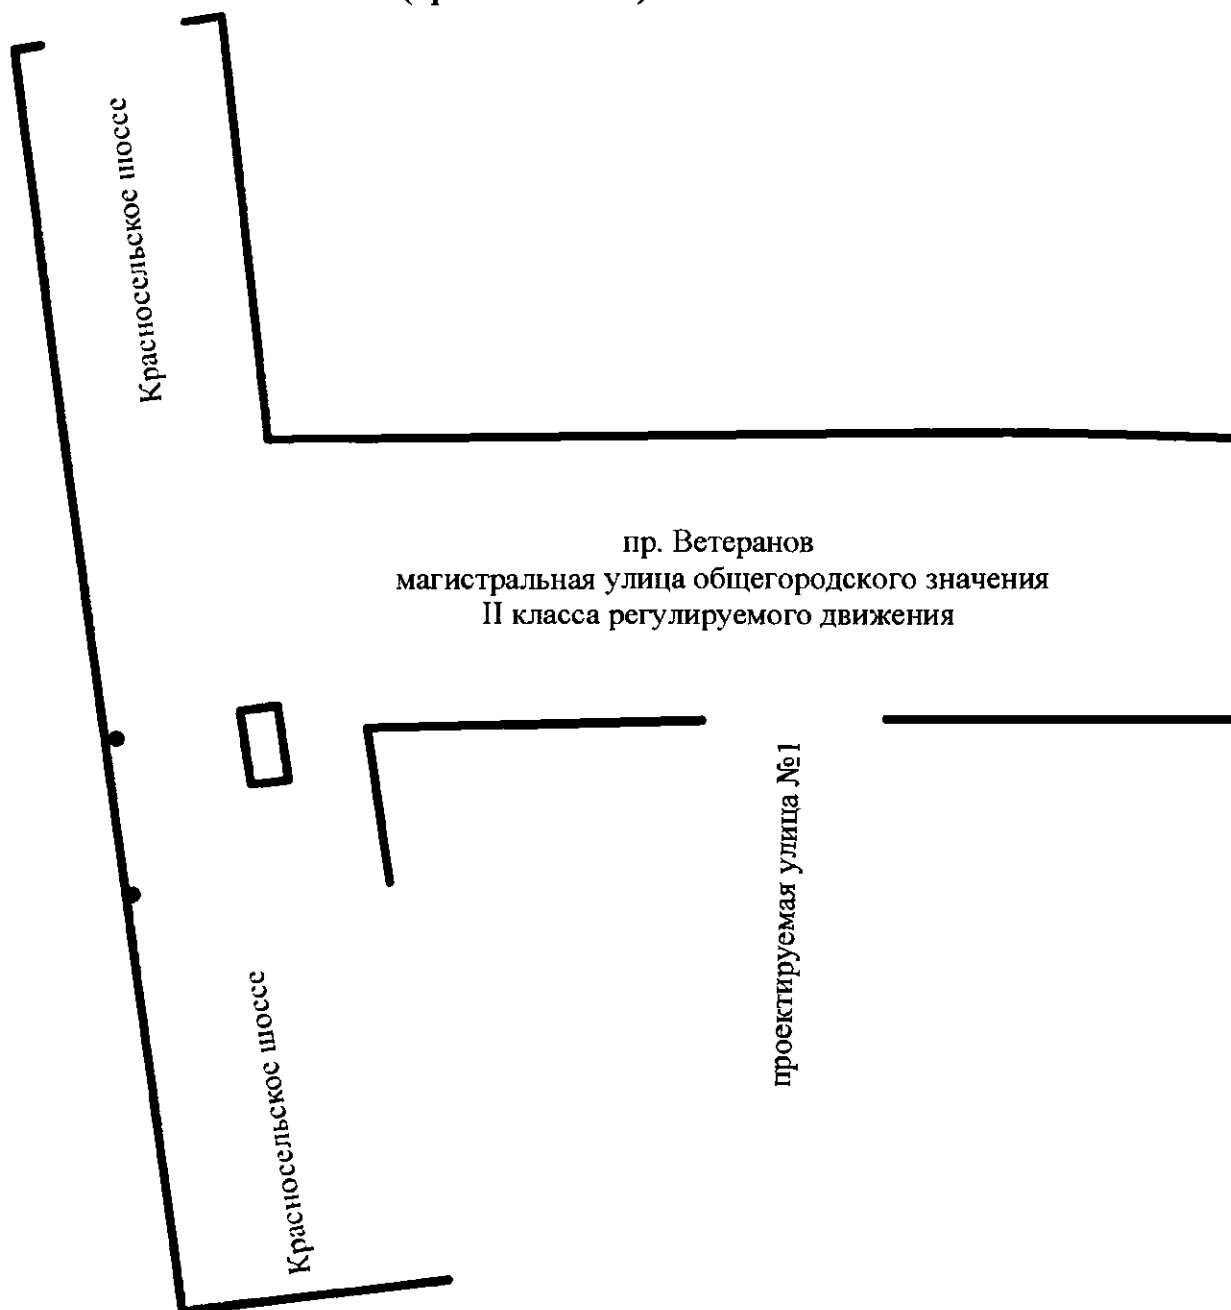 Красносельское шоссе
пр. Ветеранов
магистральная улица общегородского значения
II класса регулируемого движения
проектируемая улица №1
Красносельское шоссе